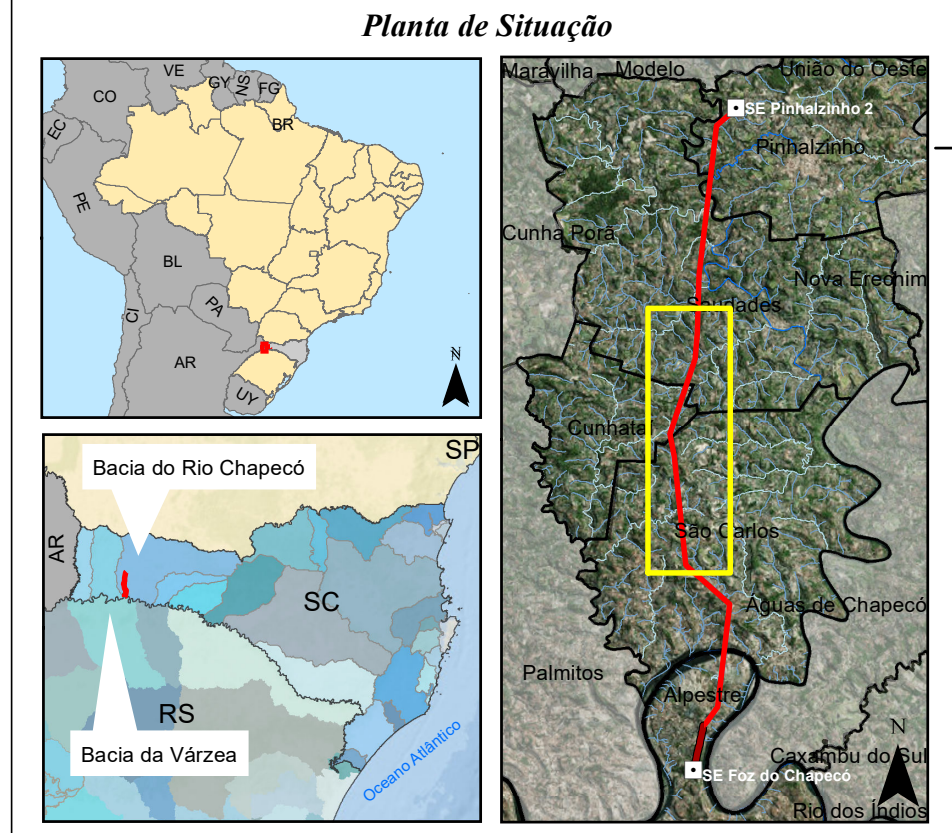 Planta de Situação
VE
GY
NS
FG
CO
BR
EC
PE
BL
PA
CI
AR
UY
N
Maravilha
Modelo
União do Oeste
SE Pinhalzinho 2
Pinhalzinho
Cunha Porã
Nova Erechim
Saudades
Cunhataí
São Carlos
Águas de Chapecó
Palmitos
Alpestre
N
Caxambu do Sul
SE Foz do Chapecó
Rio dos Índios
SP
Bacia do Rio Chapecó
AR
SC
RS
Bacia da Várzea
Oceano Atlântico